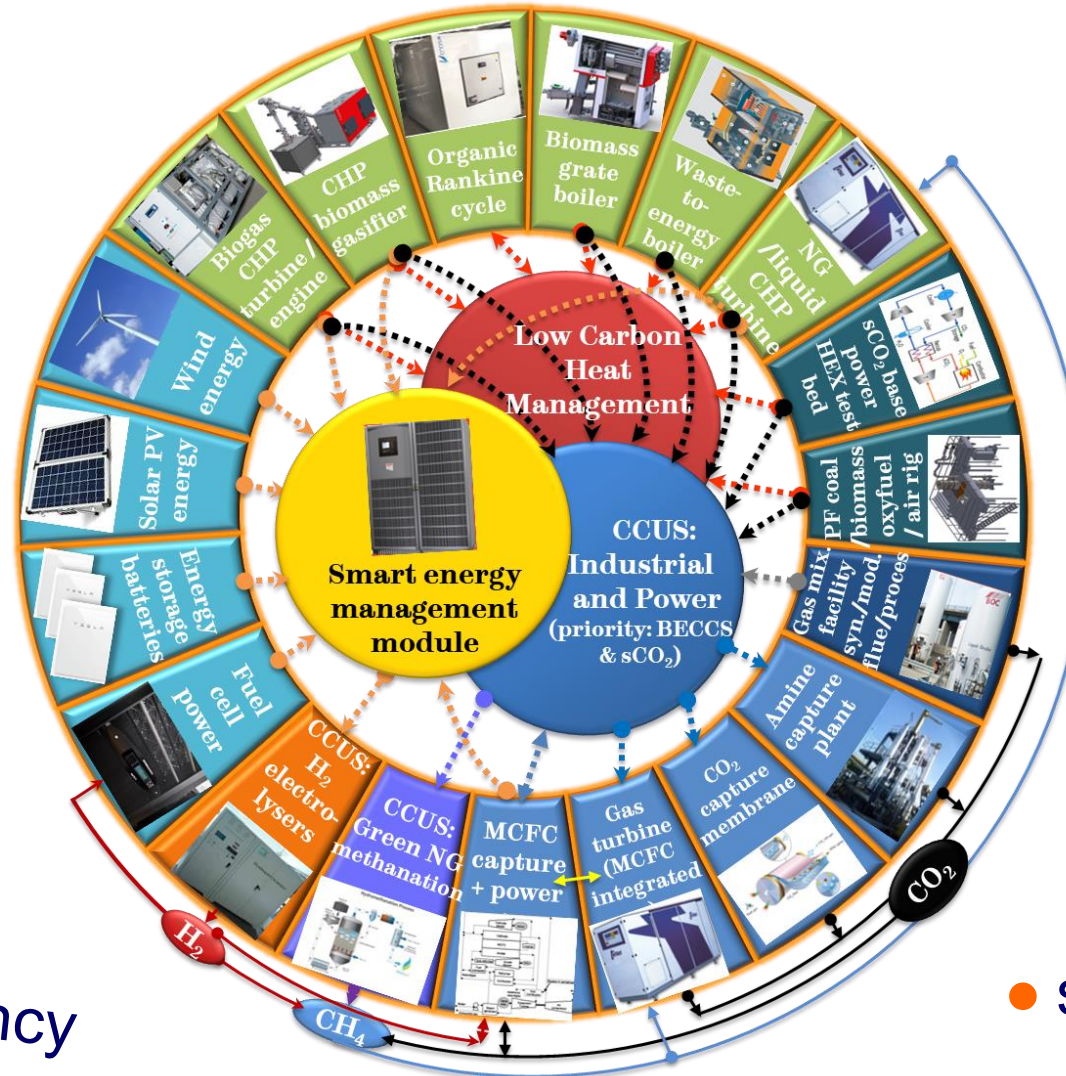 Biogas
CHP
turbine/
engine
CHP
biomass
gasifier
Organic
Rankine
cycle
Biomass
grate
boiler
Waste-
to-
energy
boiler
NG
/liquid
CHP
turbine
sCO₂ base
power
HEX test
bed
PF coal
/biomass
oxyfuel
/ air rig
Gas mix.
facility
syn./mod.
flue/proces
Amine
capture
plant
CO₂
capture
membrane
Gas
turbine
(MCFC
integrated
MCFC
capture
+ power
CCUS:
Green NG
methanation
CCUS:
H₂
electro-
lysers
Fuel
cell
power
Energy
storage
batteries
Solar PV
energy
Wind
energy
Low Carbon
Heat
Management
Smart energy
management
module
CCUS:
Industrial
and Power
(priority: BECCS
& sCO₂)
TESLA
SOC
H₂
CH₄
CO₂
ncy
• s